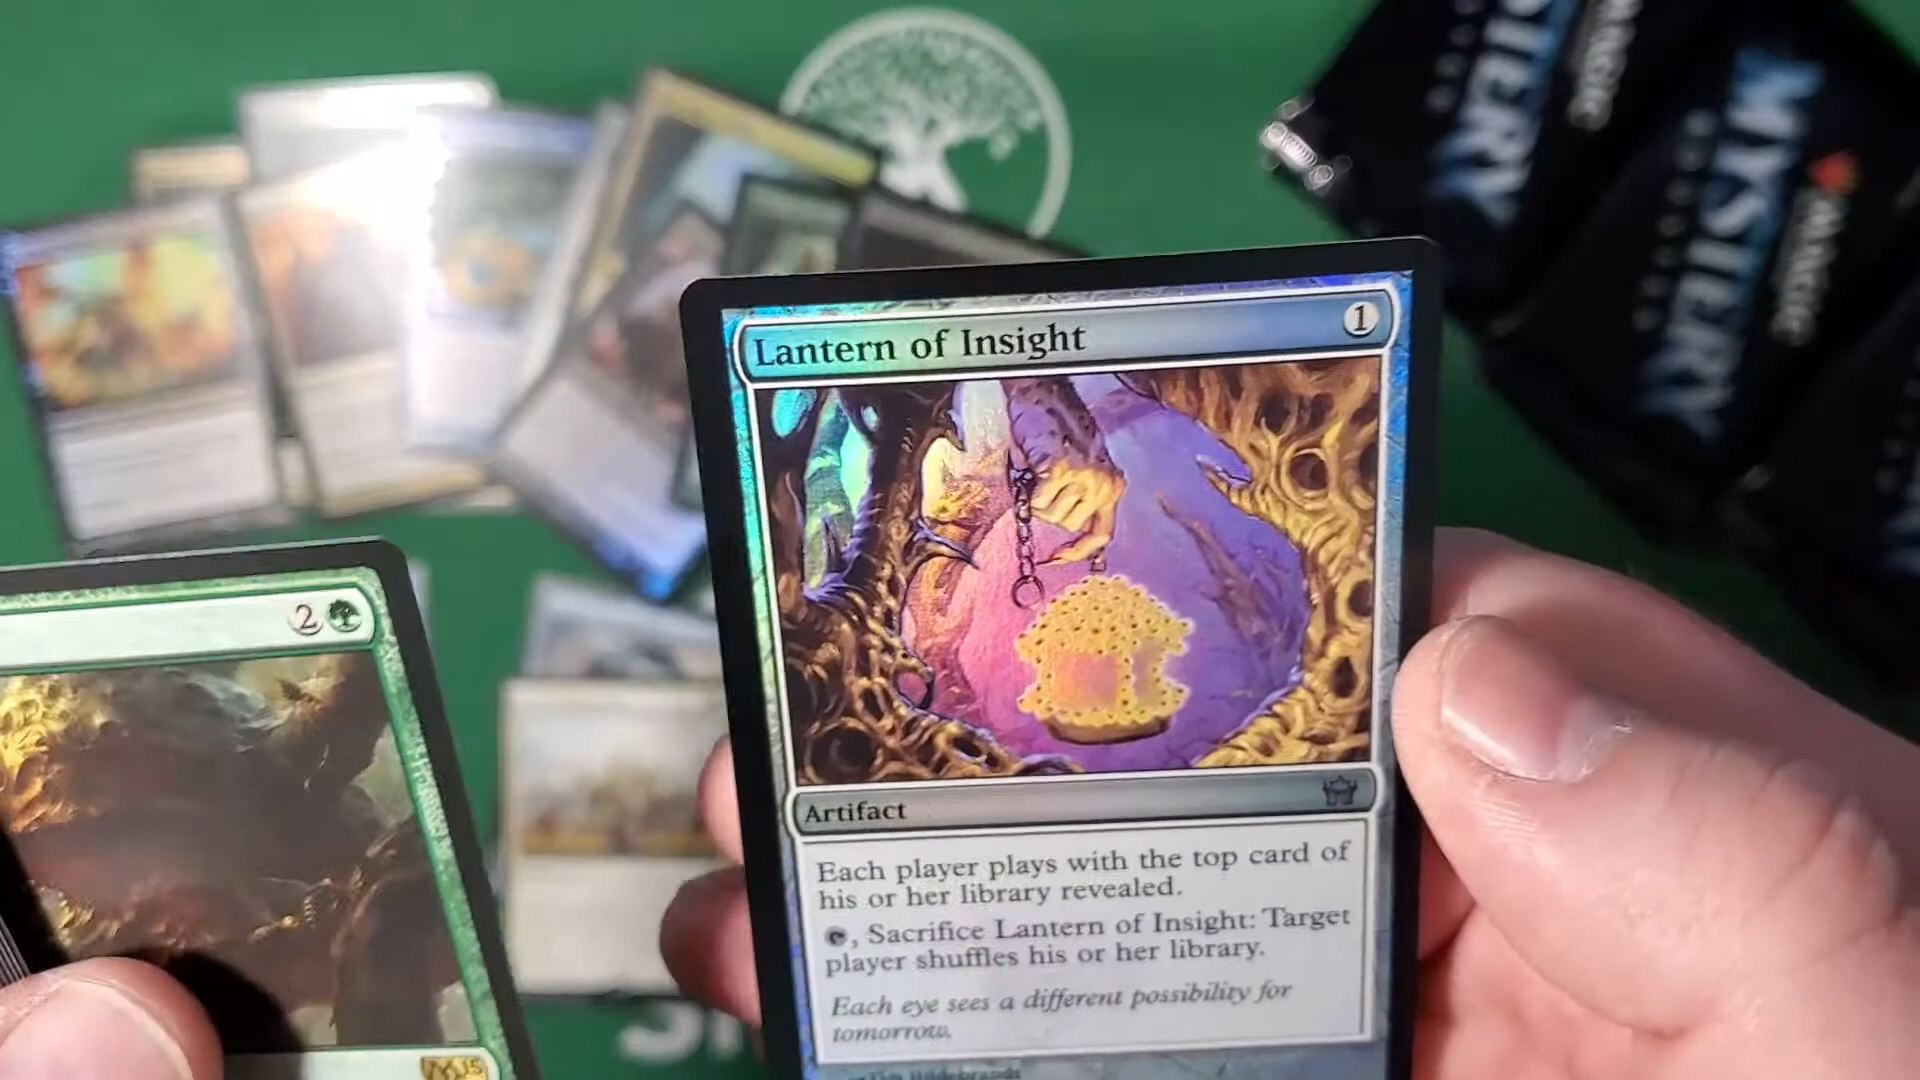 MYSTERY
MAGIC
MYSTERY
MAGIC
Lantern of Insight
1
2
Artifact
Each player plays with the top card of
his or her library revealed.
, Sacrifice Lantern of Insight: Target
player shuffles his or her library.
Each eye sees a different possibility for
tomorrow.